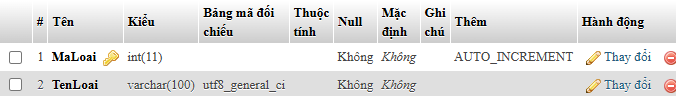 # Tên Kiểu Bảng mã đối chiếu Thuộc tính Null Mặc định Ghi chú Thêm Hành động
1 MaLoai int(11) Không Không AUTO_INCREMENT Thay đổi
2 TenLoai varchar(100) utf8_general_ci Không Không Thay đổi